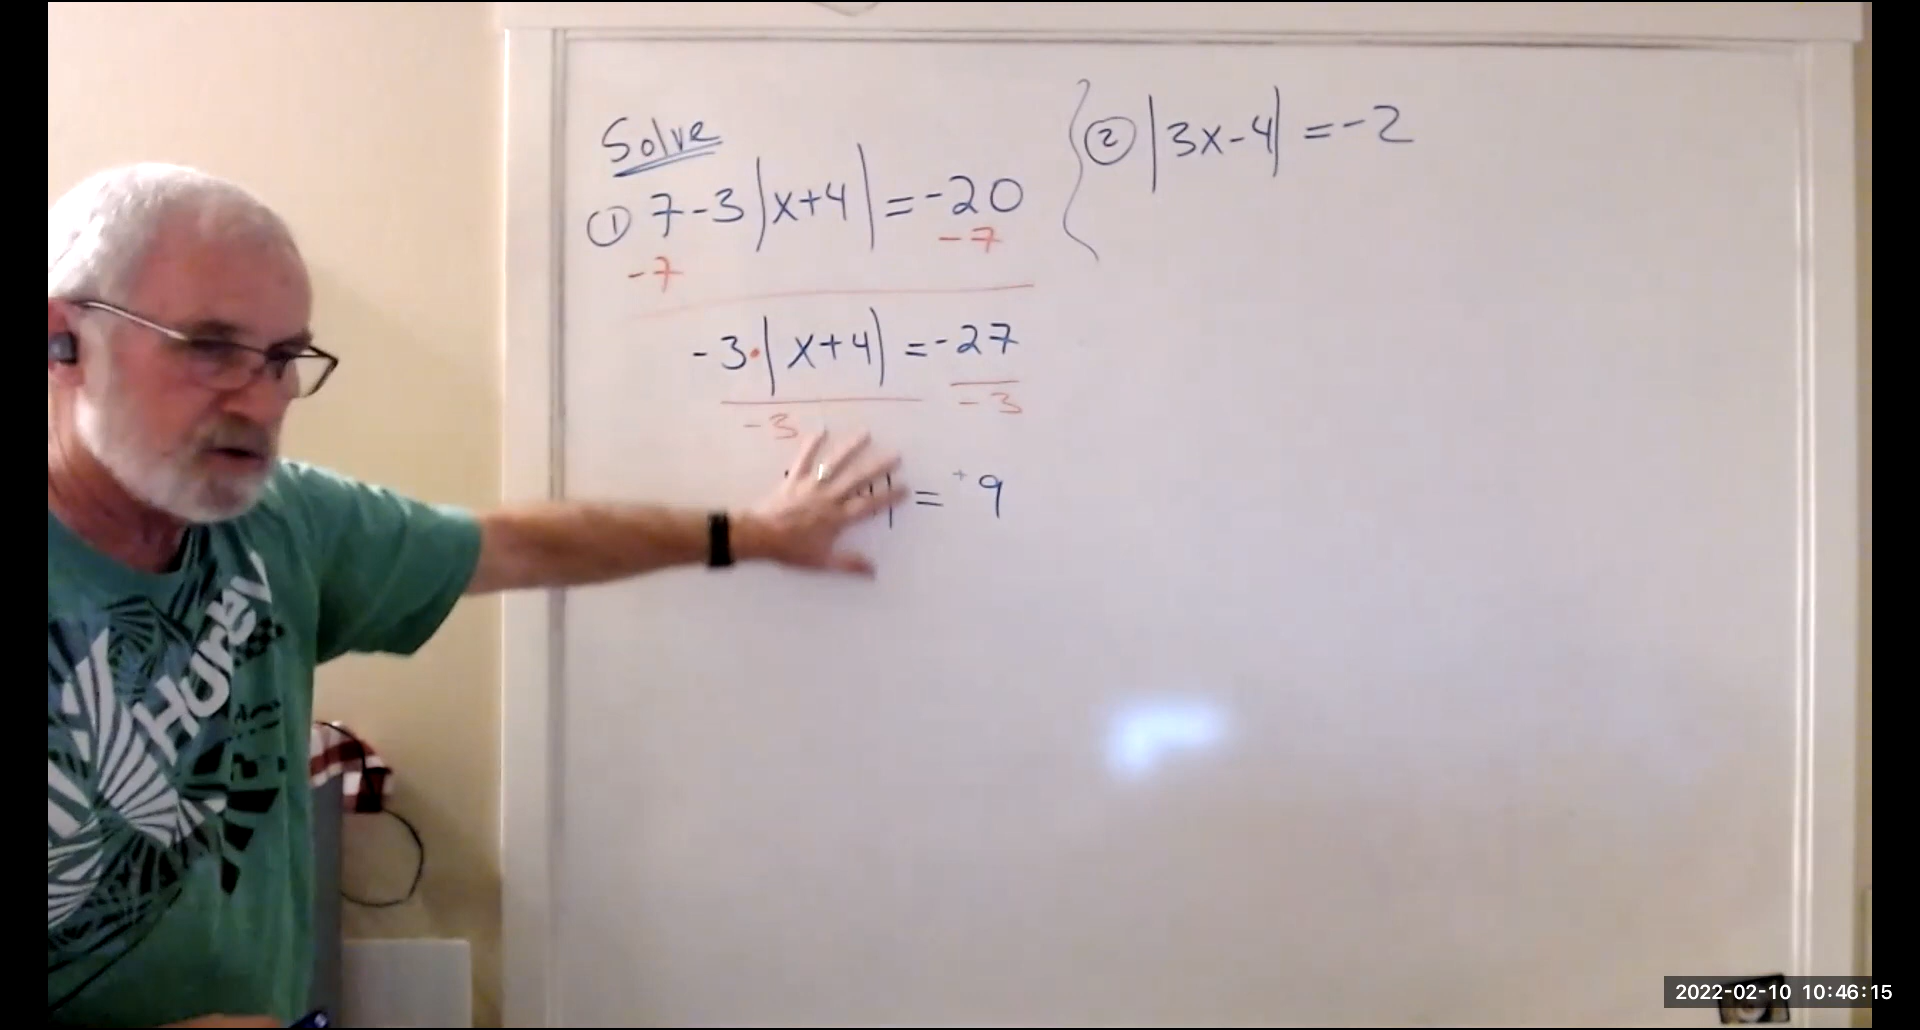 Solve
① 7-3|x+4| = -20
-7
-7
-3·|x+4| = -27
-3
-3
4| = +9
② |3x-4| = -2
Hurley
2022-02-10 10:46:15